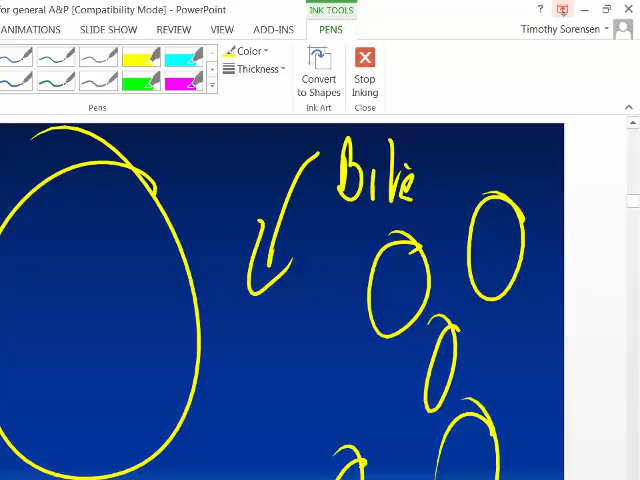 for general A&P [Compatibility Mode] - PowerPoint
INK TOOLS
?
ANIMATIONS
SLIDE SHOW
REVIEW
VIEW
ADD-INS
PENS
Timothy Sorensen
Color
Thickness
Convert
to Shapes
Stop
Inking
Pens
Ink Art
Close
Bile